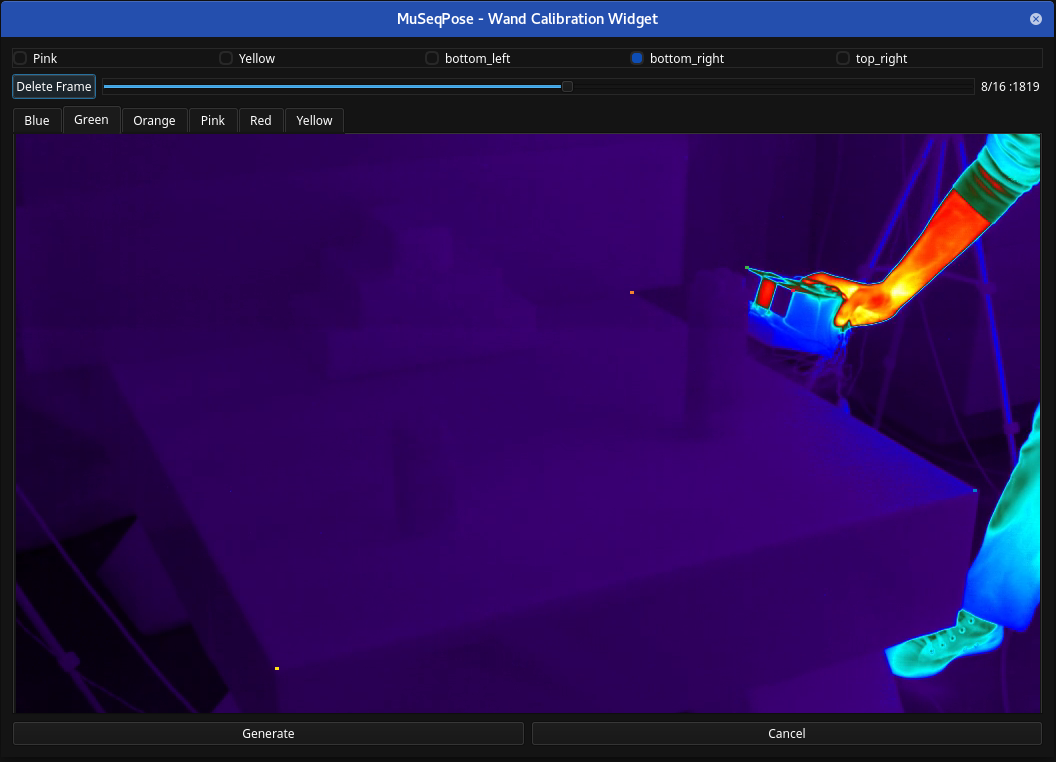 MuSeqPose - Wand Calibration Widget
Pink Yellow bottom_left bottom_right top_right
Delete Frame 8/16 :1819
Blue Green Orange Pink Red Yellow
Generate Cancel